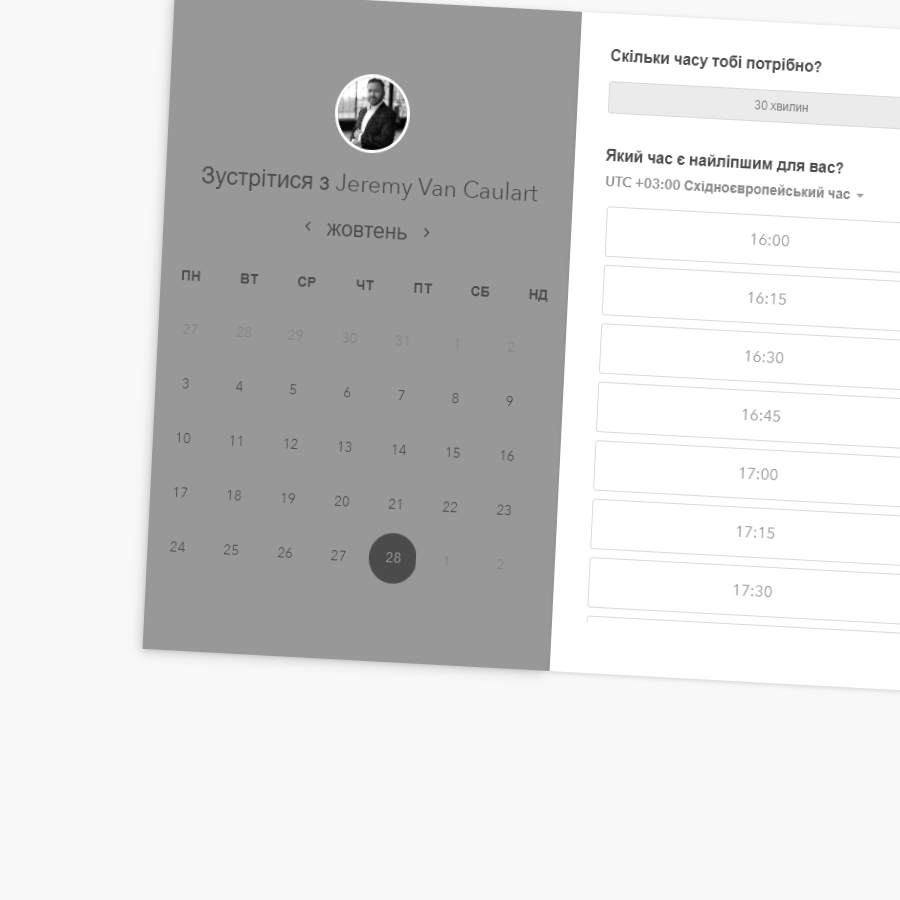 Зустрітися з Jeremy Van Caulart
жовтень
ПН ВТ СР ЧТ ПТ СБ НД
27 28 29 30 31 1 2
3 4 5 6 7 8 9
10 11 12 13 14 15 16
17 18 19 20 21 22 23
24 25 26 27 28 1 2
Скільки часу тобі потрібно?
30 хвилин
Який час є найліпшим для вас?
UTC +03:00 Східноєвропейський час
16:00
16:15
16:30
16:45
17:00
17:15
17:30